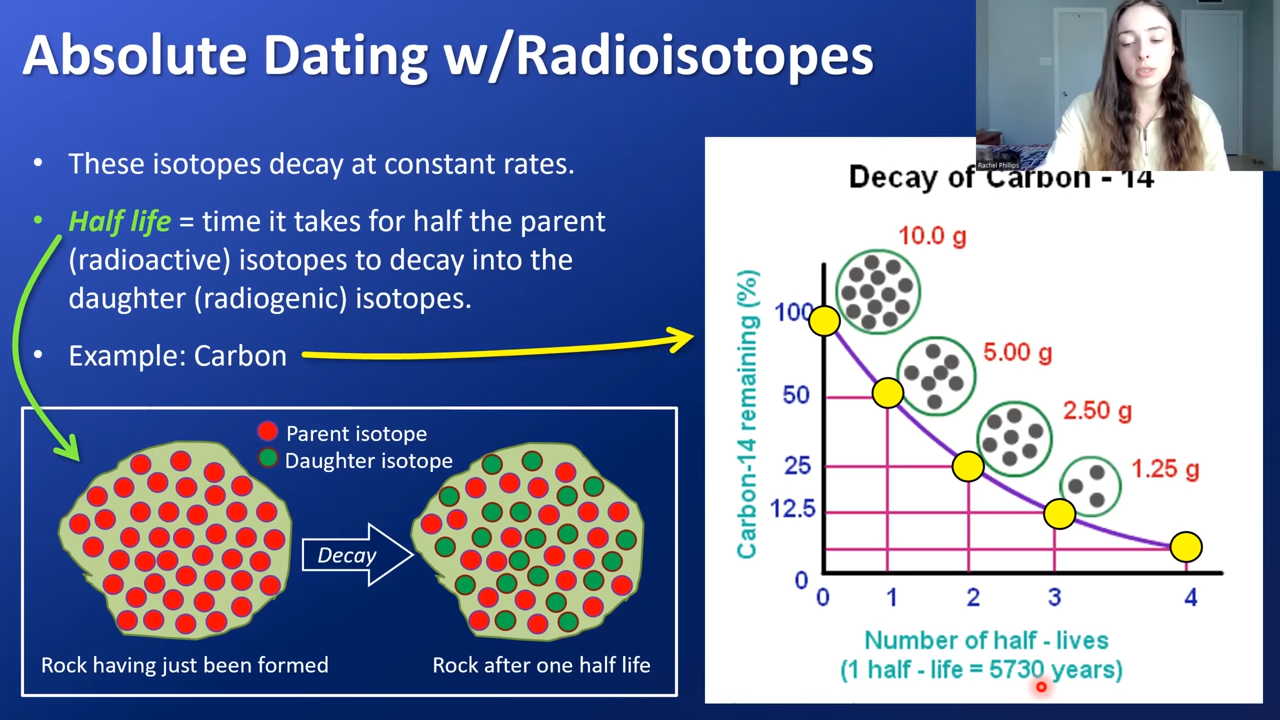 Absolute Dating w/Radioisotopes
Rachel Phillips
• These isotopes decay at constant rates.
• Half life = time it takes for half the parent
(radioactive) isotopes to decay into the
daughter (radiogenic) isotopes.
• Example: Carbon
Parent isotope
Daughter isotope
Decay
Rock having just been formed
Rock after one half life
Decay of Carbon - 14
10.0 g
5.00 g
2.50 g
1.25 g
Carbon-14 remaining (%)
100
50
25
12.5
0
0 1 2 3 4
Number of half - lives
(1 half - life = 5730 years)